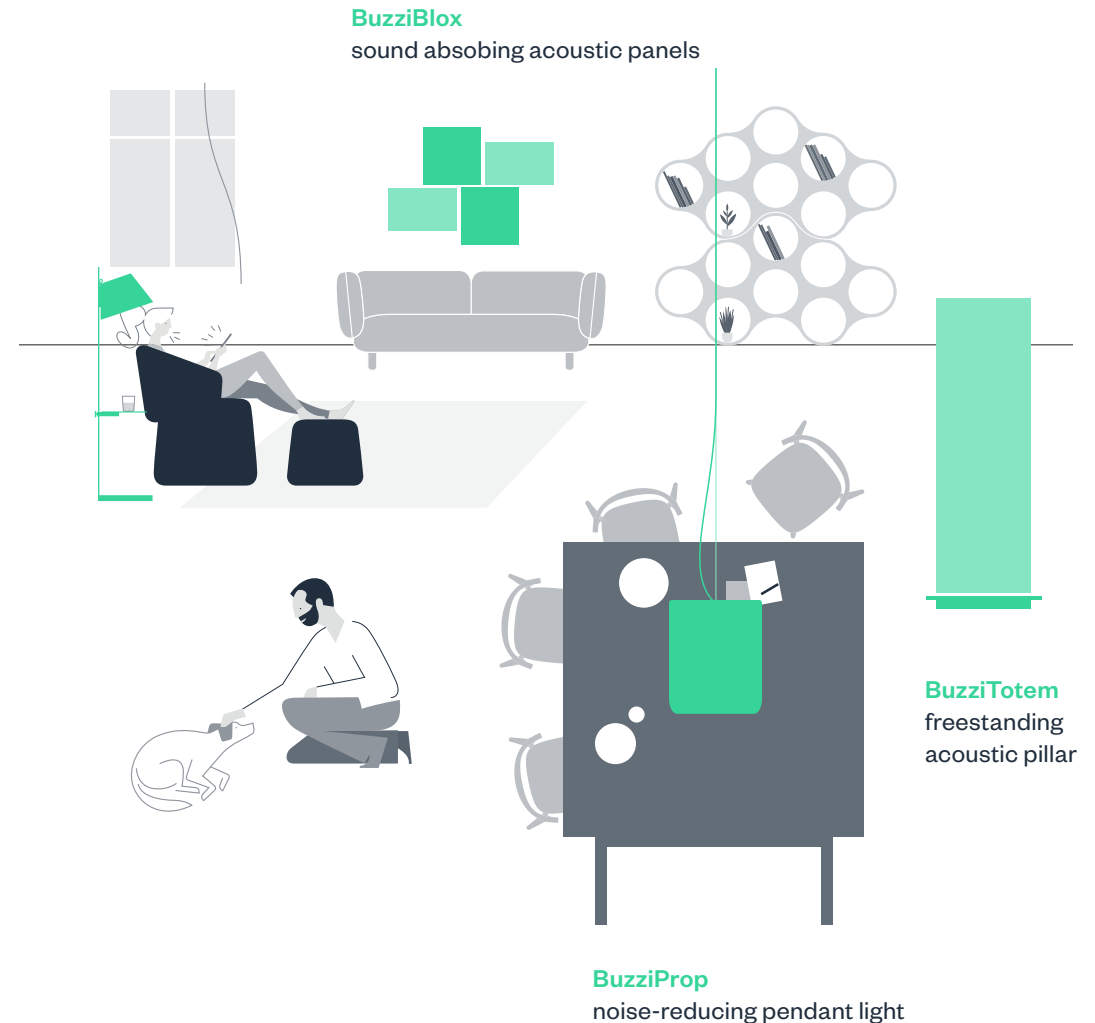 BuzziBlox
sound absobing acoustic panels
BuzziTotem
freestanding
acoustic pillar
BuzziProp
noise-reducing pendant light